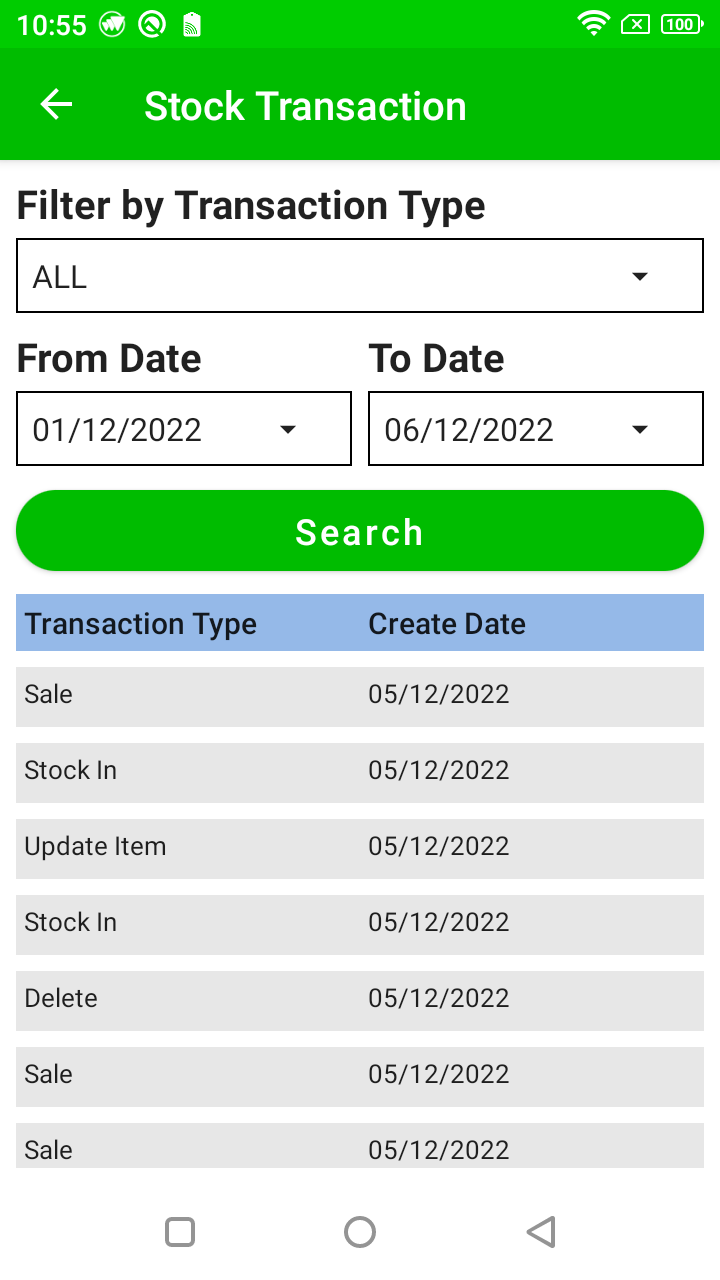 10:55 100
Stock Transaction
Filter by Transaction Type
ALL
From Date To Date
01/12/2022 06/12/2022
Search
Transaction Type Create Date
Sale 05/12/2022
Stock In 05/12/2022
Update Item 05/12/2022
Stock In 05/12/2022
Delete 05/12/2022
Sale 05/12/2022
Sale 05/12/2022